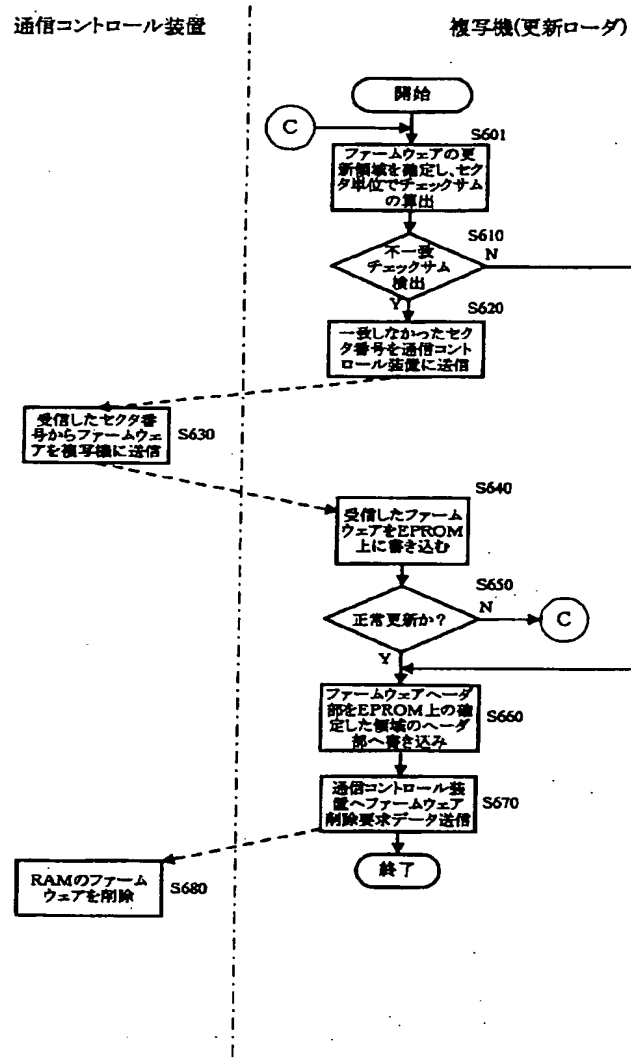 通信コントロール装置
複写機(更新ローダ)
開始
C
S601
ファームウェアの更
新領域を確定し、セク
タ単位でチェックサム
の算出
S610
不一致
チェックサム
検出
N
Y
S620
一致しなかったセク
タ番号を通信コント
ロール装置に送信
受信したセクタ番
号からファームウェ
アを複写機に送信
S630
S640
受信したファーム
ウェアをEPROM
上に書き込む
S650
正常更新か?
N
C
Y
ファームウェアヘーダ
部をEPROM上の確
定した領域のヘーダ
部へ書き込み
S660
通信コントロール装
置へファームウェア
削除要求データ送信
S670
終了
RAMのファーム
ウェアを削除
S680